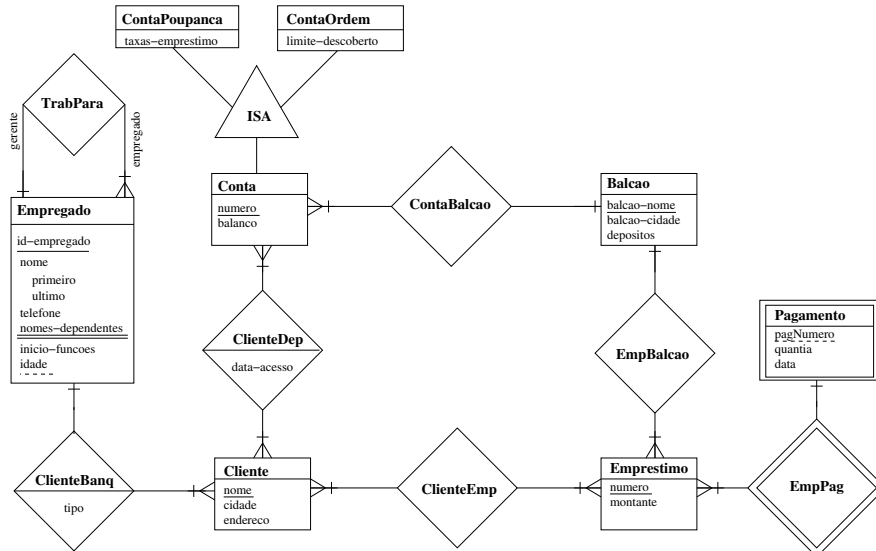 ContaPoupanca
taxas-emprestimo
ContaOrdem
limite-descoberto
TrabPara
gerente
empregado
ISA
Empregado
id-empregado
nome
primeiro
ultimo
telefone
nomes-dependentes
inicio-funcoes
idade
Conta
numero
balanco
ContaBalcao
Balcao
balcao-nome
balcao-cidade
depositos
ClienteDep
data-acesso
EmpBalcao
Pagamento
pagNumero
quantia
data
ClienteBanq
tipo
Cliente
nome
cidade
endereco
ClienteEmp
Emprestimo
numero
montante
EmpPag